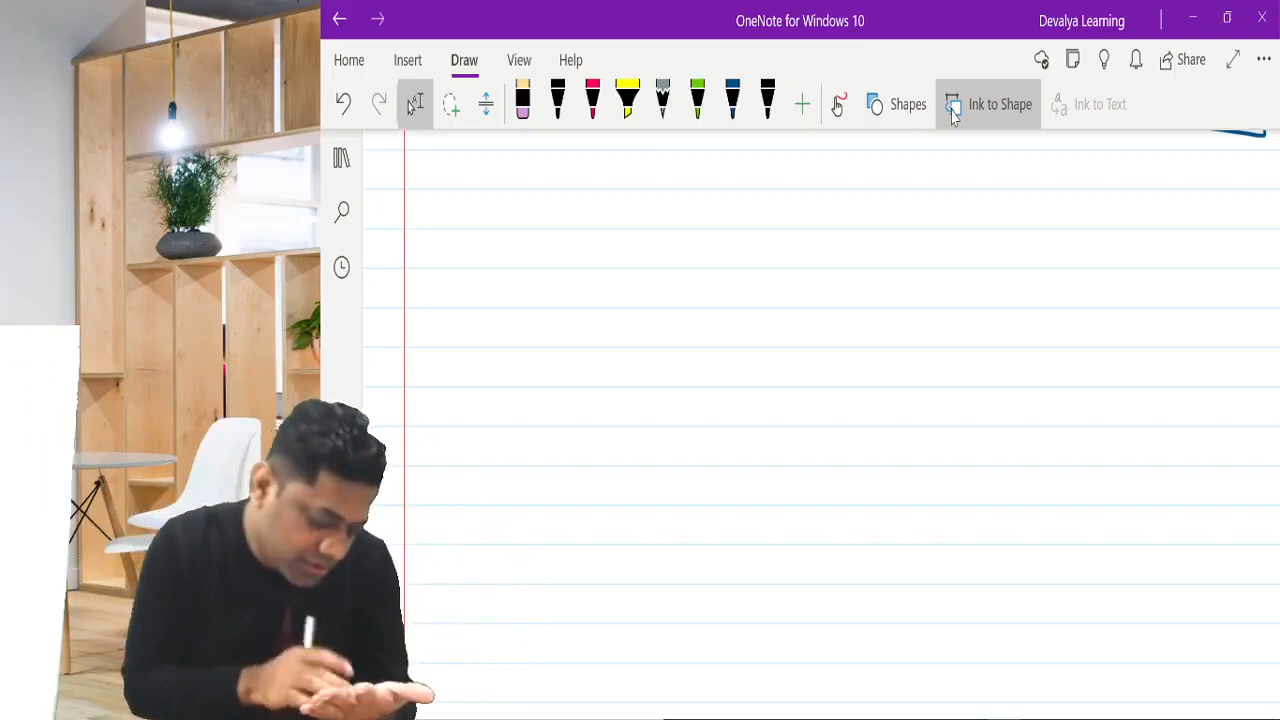 OneNote for Windows 10
Devalya Learning
Home Insert Draw View Help
Share
Shapes Ink to Shape Ink to Text